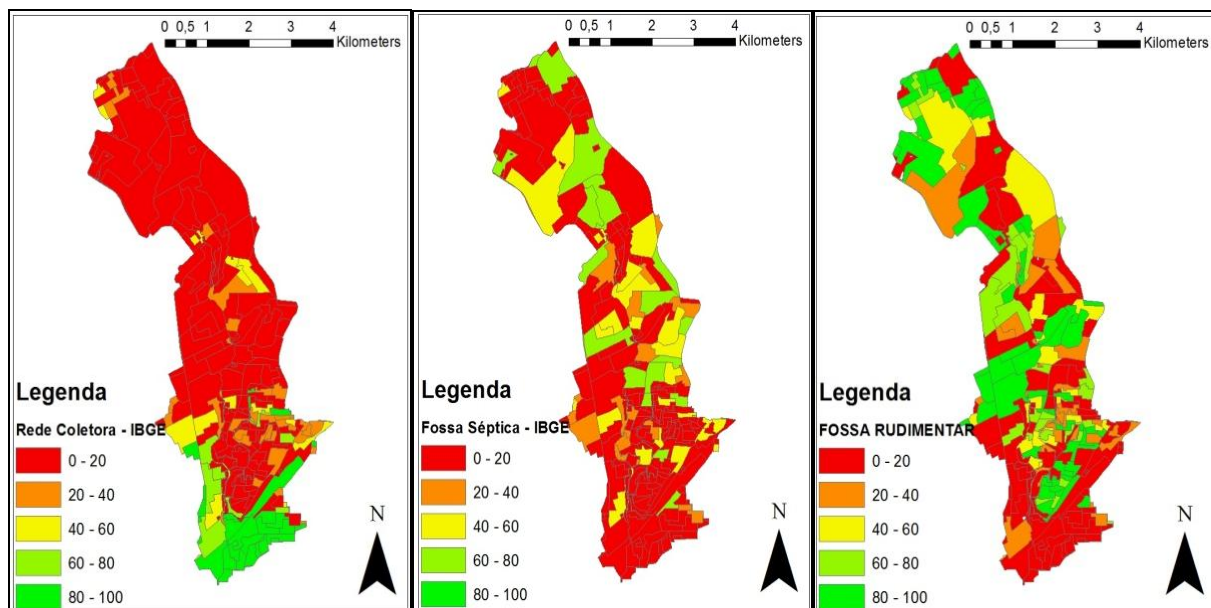 0 0,5 1 2 3 4
Kilometers
Legenda
Rede Coletora - IBGE
0 - 20
20 - 40
40 - 60
60 - 80
80 - 100
N
0 0,5 1 2 3 4
Kilometers
Legenda
Fossa Séptica - IBGE
0 - 20
20 - 40
40 - 60
60 - 80
80 - 100
N
0 0,5 1 2 3 4
Kilometers
Legenda
FOSSA RUDIMENTAR
0 - 20
20 - 40
40 - 60
60 - 80
80 - 100
N